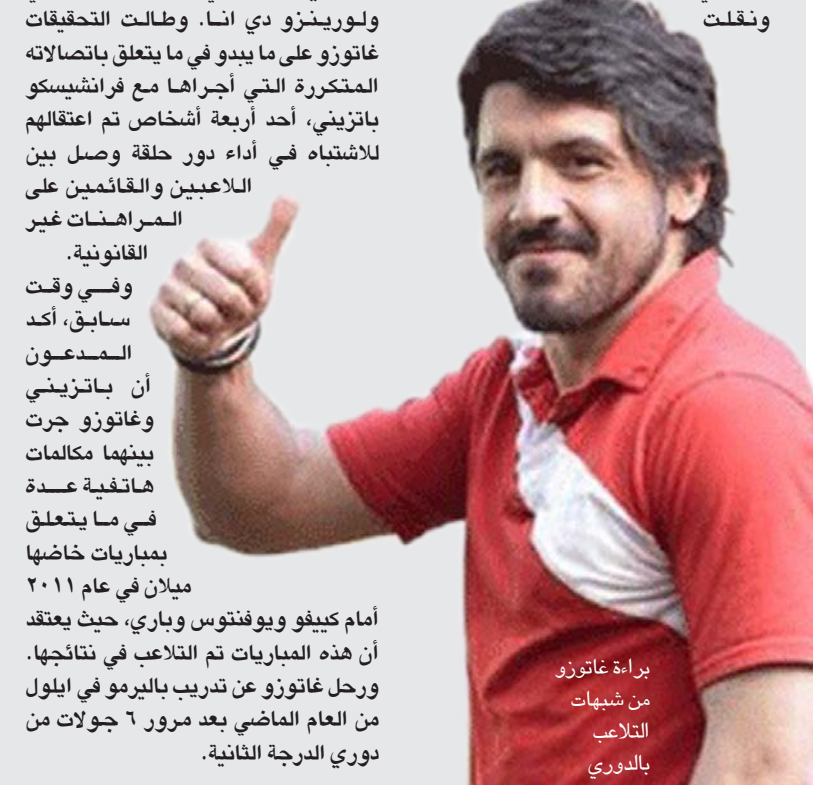 ونقلت
ولورينزو دي انا. وطالت التحقيقات
غاتوزو على ما يبدو في ما يتعلق باتصالاته
المتكررة التي أجراها مع فرانشيسكو
باتزيني، أحد أربعة أشخاص تم اعتقالهم
للاشتباه في أداء دور حلقة وصل بين
اللاعبين والقائمين على
المراهنات غير
القانونية.
وفي وقت
سابق، أكد
المدعون
أن باتزيني
وغاتوزو جرت
بينهما مكالمات
هاتفية عدة
في ما يتعلق
بمباريات خاضها
ميلان في عام ٢٠١١
أمام كييفو ويوفنتوس وباري، حيث يعتقد
أن هذه المباريات تم التلاعب في نتائجها.
ورحل غاتوزو عن تدريب باليرمو في ايلول
من العام الماضي بعد مرور ٦ جولات من
دوري الدرجة الثانية.
براءة غاتوزو
من شبهات
التلاعب
بالدوري